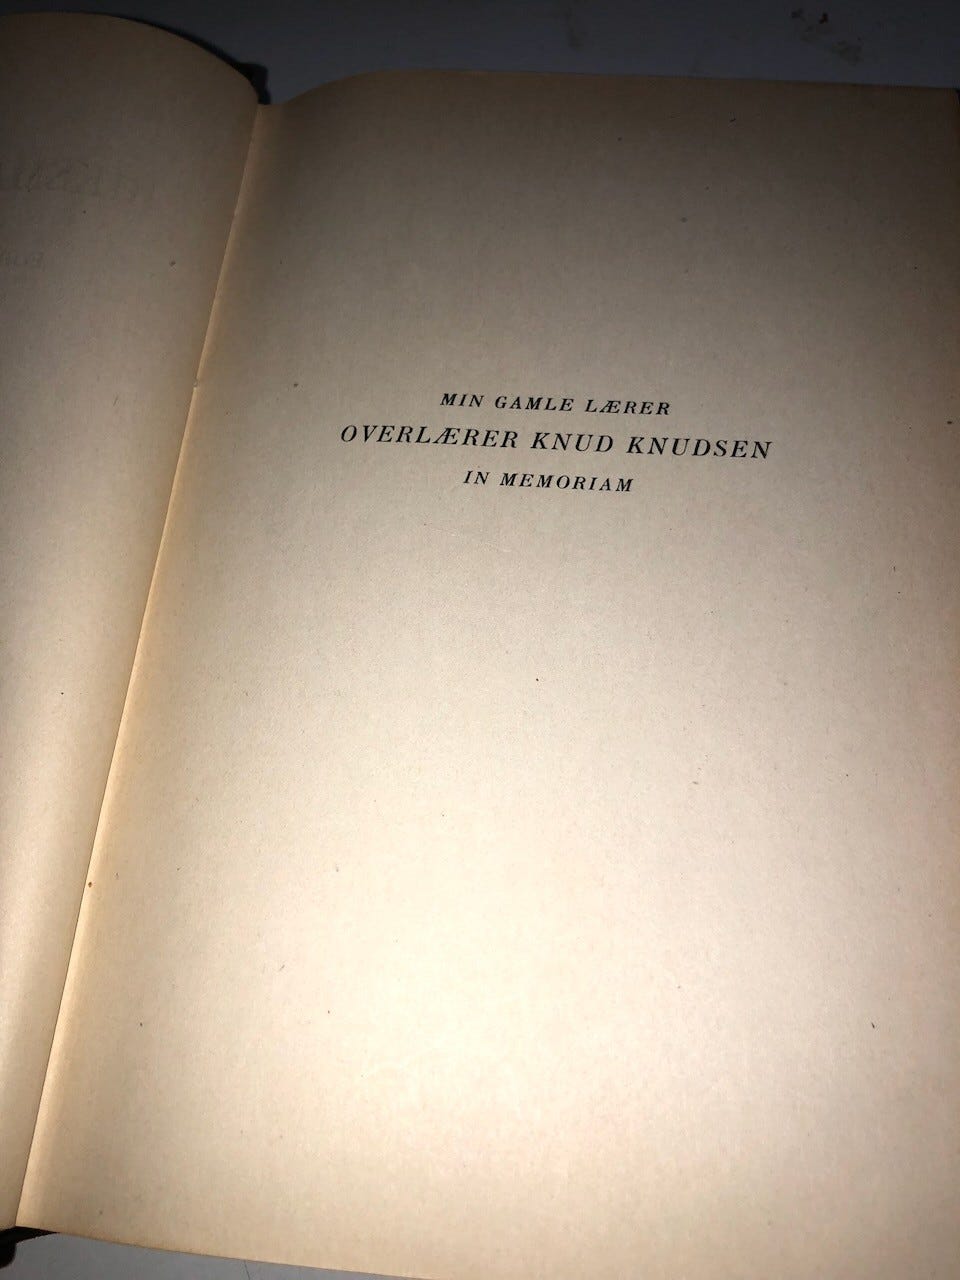 MIN GAMLE LÆRER
OVERLÆRER KNUD KNUDSEN
IN MEMORIAM